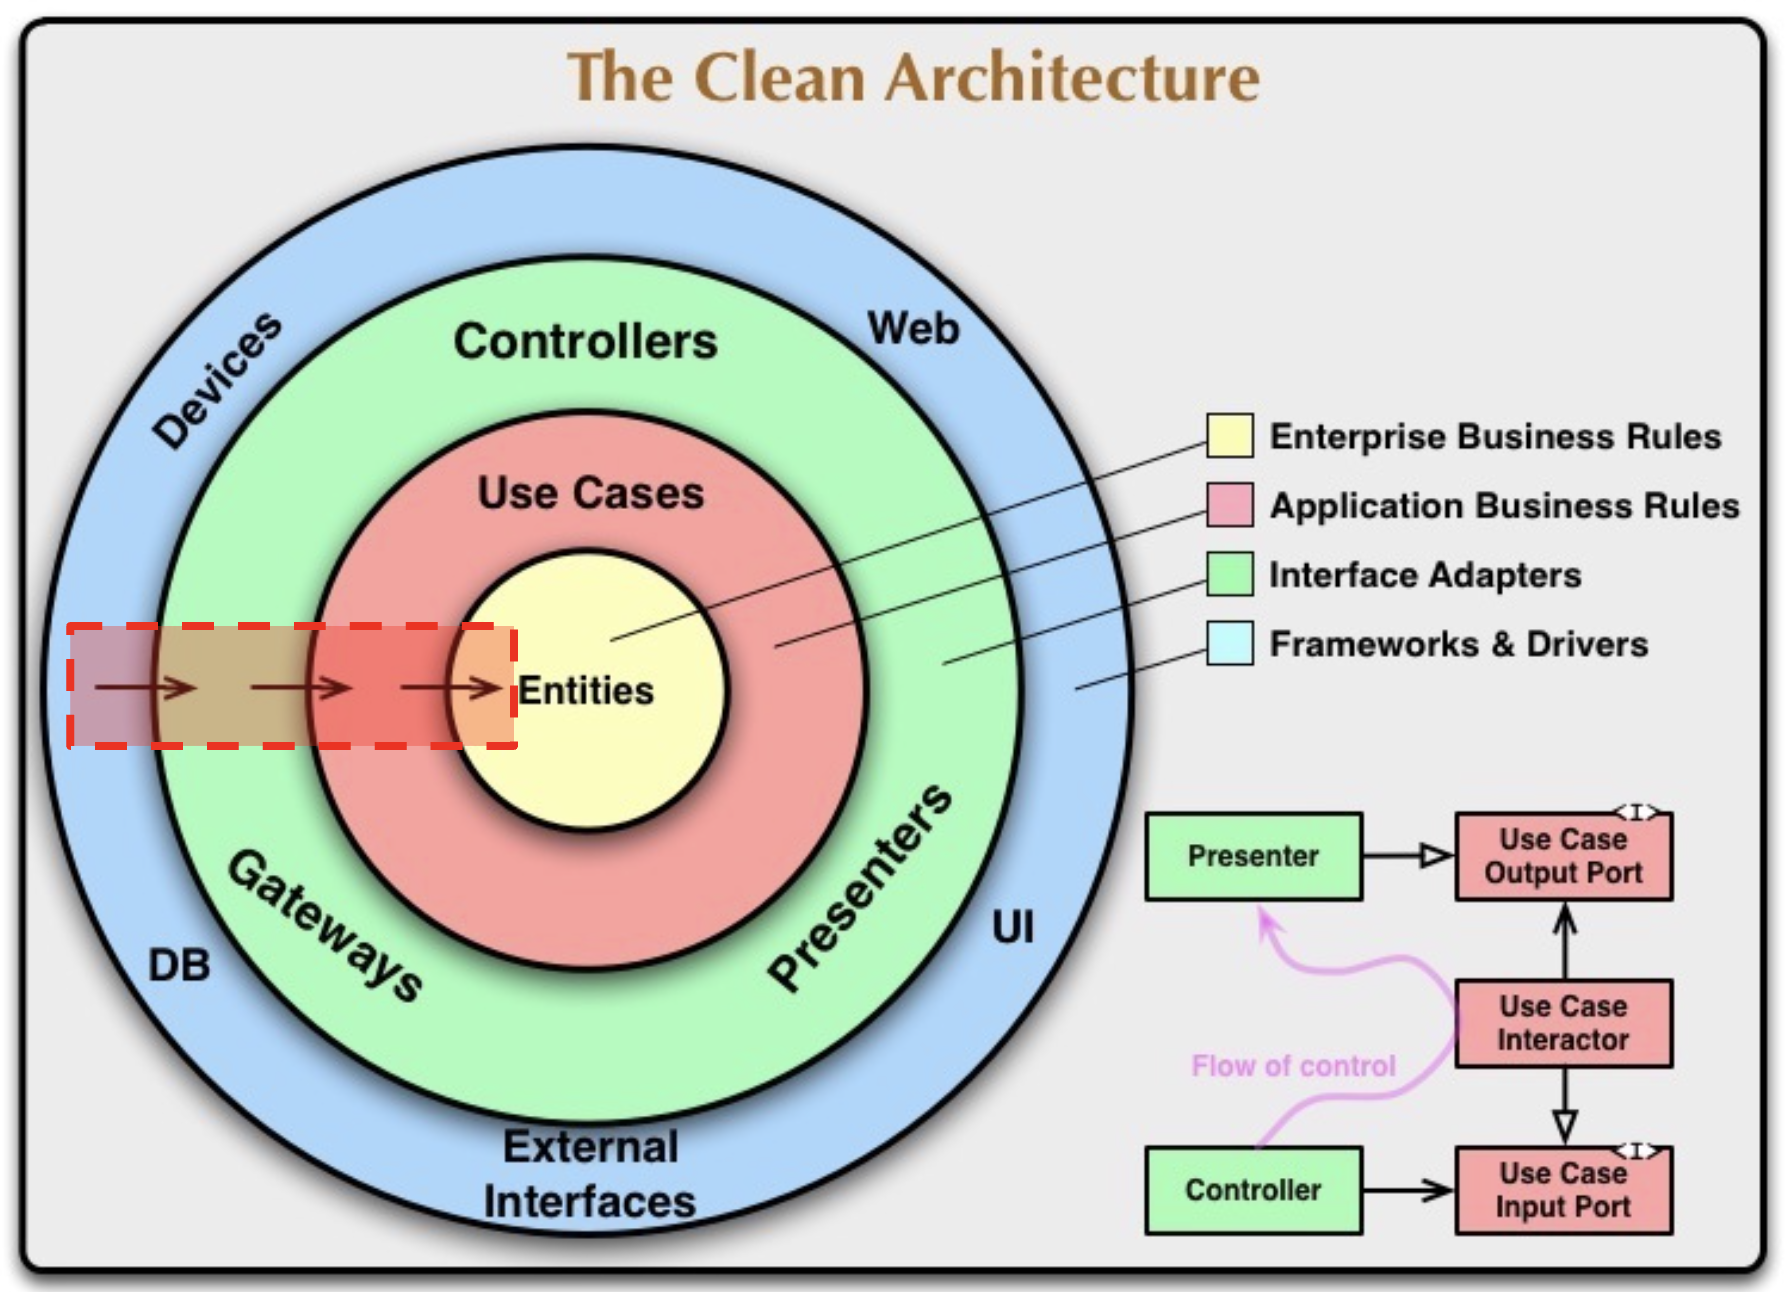 The Clean Architecture
Devices
Controllers
Web
Use Cases
Entities
Gateways
Presenters
DB
UI
External
Interfaces
Enterprise Business Rules
Application Business Rules
Interface Adapters
Frameworks & Drivers
Presenter
<I>
Use Case
Output Port
Use Case
Interactor
Flow of control
Controller
<I>
Use Case
Input Port